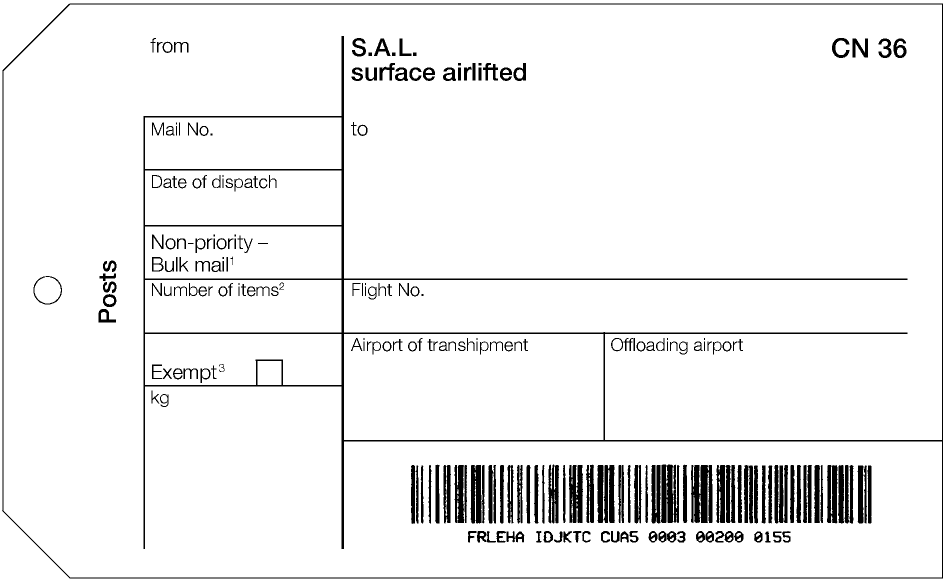 from
S.A.L.
surface airlifted
CN 36
Posts
Mail No.
to
Date of dispatch
Non-priority –
Bulk mail¹
Number of items²
Flight No.
Exempt³
Airport of transhipment
Offloading airport
kg
FRLEHA IDJKTC CUA5 0003 00200 0155